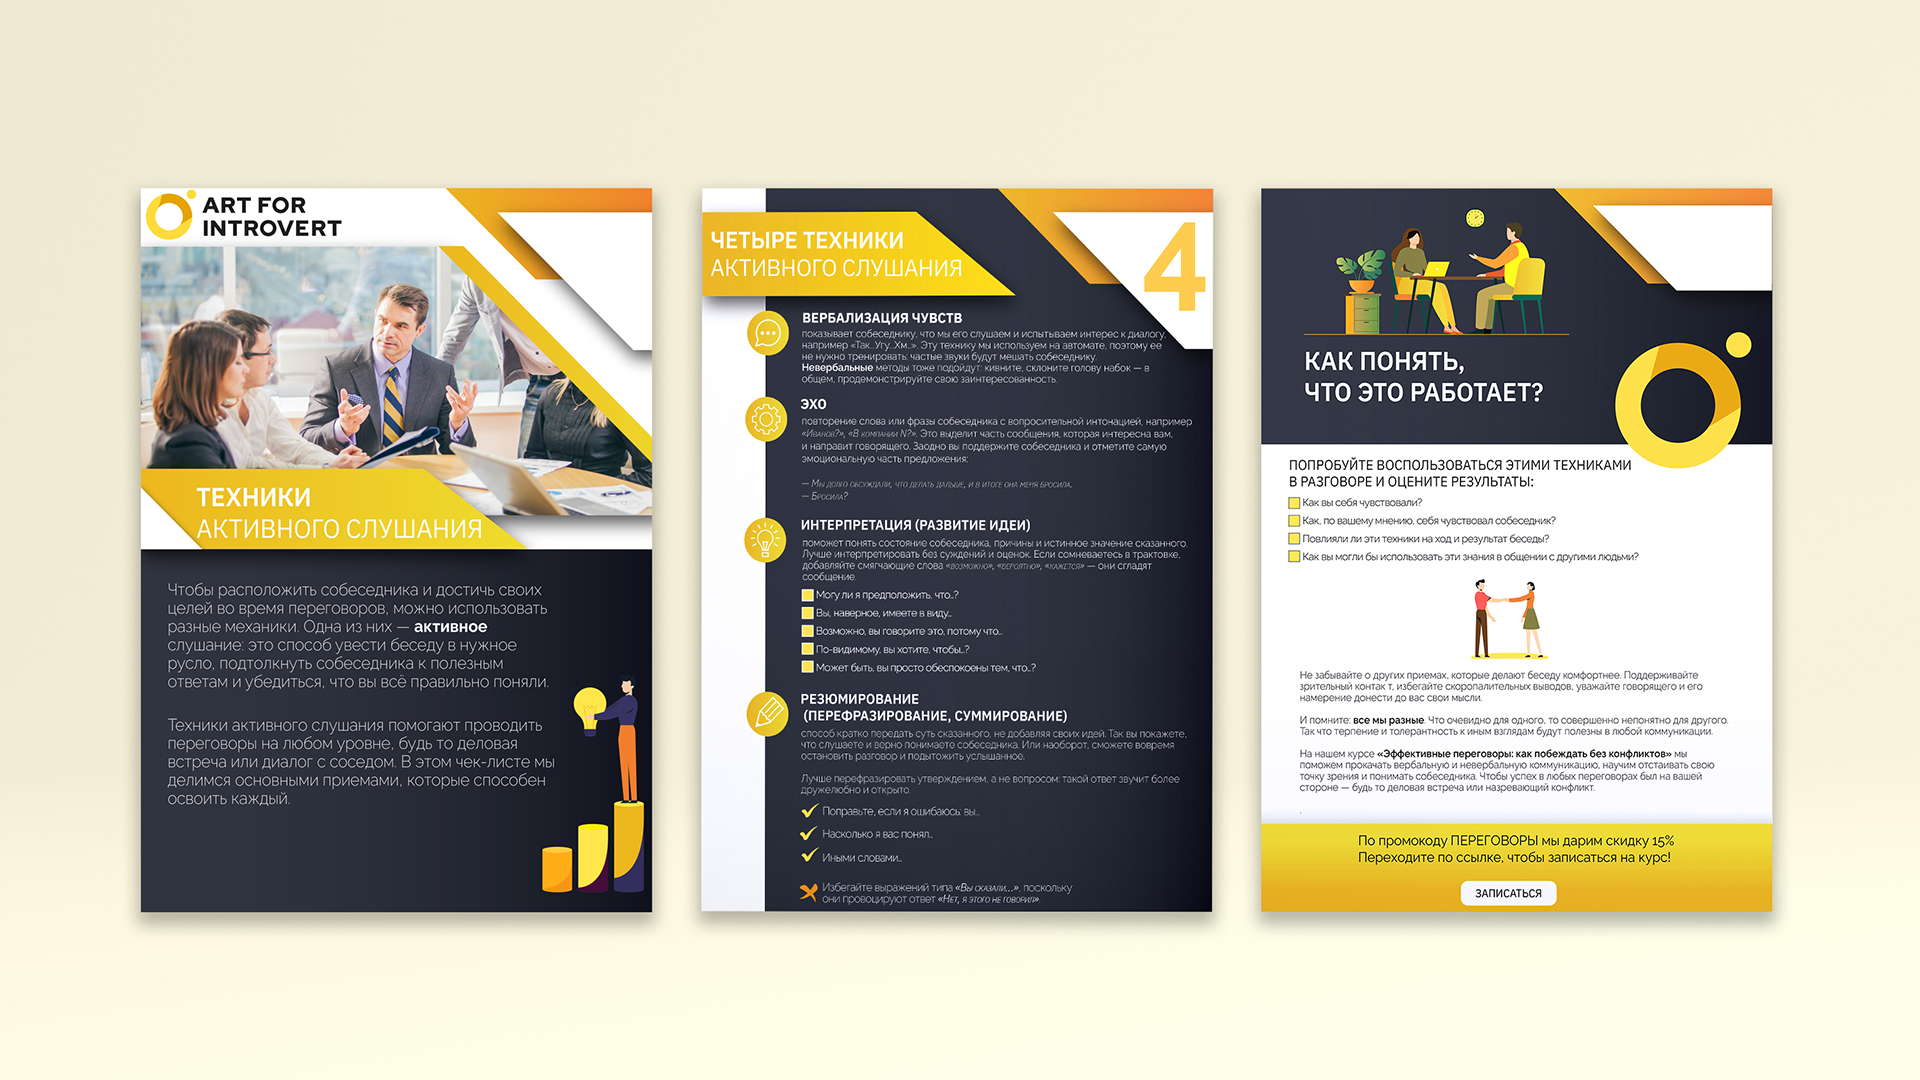 ART FOR
INTROVERT
ТЕХНИКИ
АКТИВНОГО СЛУШАНИЯ
Чтобы расположить собеседника и достичь своих
целей во время переговоров, можно использовать
разные механики. Одна из них — активное
слушание: это способ увести беседу в нужное
русло, подтолкнуть собеседника к полезным
ответам и убедиться, что вы всё правильно поняли.
Техники активного слушания помогают проводить
переговоры на любом уровне, будь то деловая
встреча или диалог с соседом. В этом чек-листе мы
делимся основными приемами, которые способен
освоить каждый.
ЧЕТЫРЕ ТЕХНИКИ
АКТИВНОГО СЛУШАНИЯ
4
ВЕРБАЛИЗАЦИЯ ЧУВСТВ
показывает собеседнику, что мы его слушаем и испытываем интерес к диалогу,
например «Так...Угу...Хм..». Эту технику мы используем на автомате, поэтому ее
не нужно тренировать: частые звуки будут мешать собеседнику.
Невербальные методы тоже подойдут: кивните, склоните голову набок — в
общем, продемонстрируйте свою заинтересованность.
ЭХО
повторение слова или фразы собеседника с вопросительной интонацией, например
«Иванов?», «В компании N?». Это выделит часть сообщения, которая интересна вам,
и направит говорящего. Заодно вы поддержите собеседника и отметите самую
эмоциональную часть предложения:
— Мы долго обсуждали, что делать дальше, и в итоге она меня бросила.
— Бросила?
ИНТЕРПРЕТАЦИЯ (РАЗВИТИЕ ИДЕИ)
поможет понять состояние собеседника, причины и истинное значение сказанного.
Лучше интерпретировать без суждений и оценок. Если сомневаетесь в трактовке,
добавляйте смягчающие слова «возможно», «вероятно», «кажется» — они сгладят
сообщение.
Могу ли я предположить, что..?
Вы, наверное, имеете в виду...
Возможно, вы говорите это, потому что...
По-видимому, вы хотите, чтобы..?
Может быть, вы просто обеспокоены тем, что..?
РЕЗЮМИРОВАНИЕ
(ПЕРЕФРАЗИРОВАНИЕ, СУММИРОВАНИЕ)
способ кратко передать суть сказанного, не добавляя своих идей. Так вы покажете,
что слушаете и верно понимаете собеседника. Или наоборот, сможете вовремя
остановить разговор и подытожить услышанное.
Лучше перефразировать утверждением, а не вопросом: такой ответ звучит более
дружелюбно и открыто.
Поправьте, если я ошибаюсь: вы...
Насколько я вас понял...
Иными словами...
Избегайте выражений типа «Вы сказали...», поскольку
они провоцируют ответ «Нет, я этого не говорил».
КАК ПОНЯТЬ,
ЧТО ЭТО РАБОТАЕТ?
ПОПРОБУЙТЕ ВОСПОЛЬЗОВАТЬСЯ ЭТИМИ ТЕХНИКАМИ
В РАЗГОВОРЕ И ОЦЕНИТЕ РЕЗУЛЬТАТЫ:
Как вы себя чувствовали?
Как, по вашему мнению, себя чувствовал собеседник?
Повлияли ли эти техники на ход и результат беседы?
Как вы могли бы использовать эти знания в общении с другими людьми?
Не забывайте о других приемах, которые делают беседу комфортнее. Поддерживайте
зрительный контак т, избегайте скоропалительных выводов, уважайте говорящего и его
намерение донести до вас свои мысли.
И помните: все мы разные. Что очевидно для одного, то совершенно непонятно для другого.
Так что терпение и толерантность к иным взглядам будут полезны в любой коммуникации.
На нашем курсе «Эффективные переговоры: как побеждать без конфликтов» мы
поможем прокачать вербальную и невербальную коммуникацию, научим отстаивать свою
точку зрения и понимать собеседника. Чтобы успех в любых переговорах был на вашей
стороне — будь то деловая встреча или назревающий конфликт.
.
По промокоду ПЕРЕГОВОРЫ мы дарим скидку 15%
Переходите по ссылке, чтобы записаться на курс!
ЗАПИСАТЬСЯ